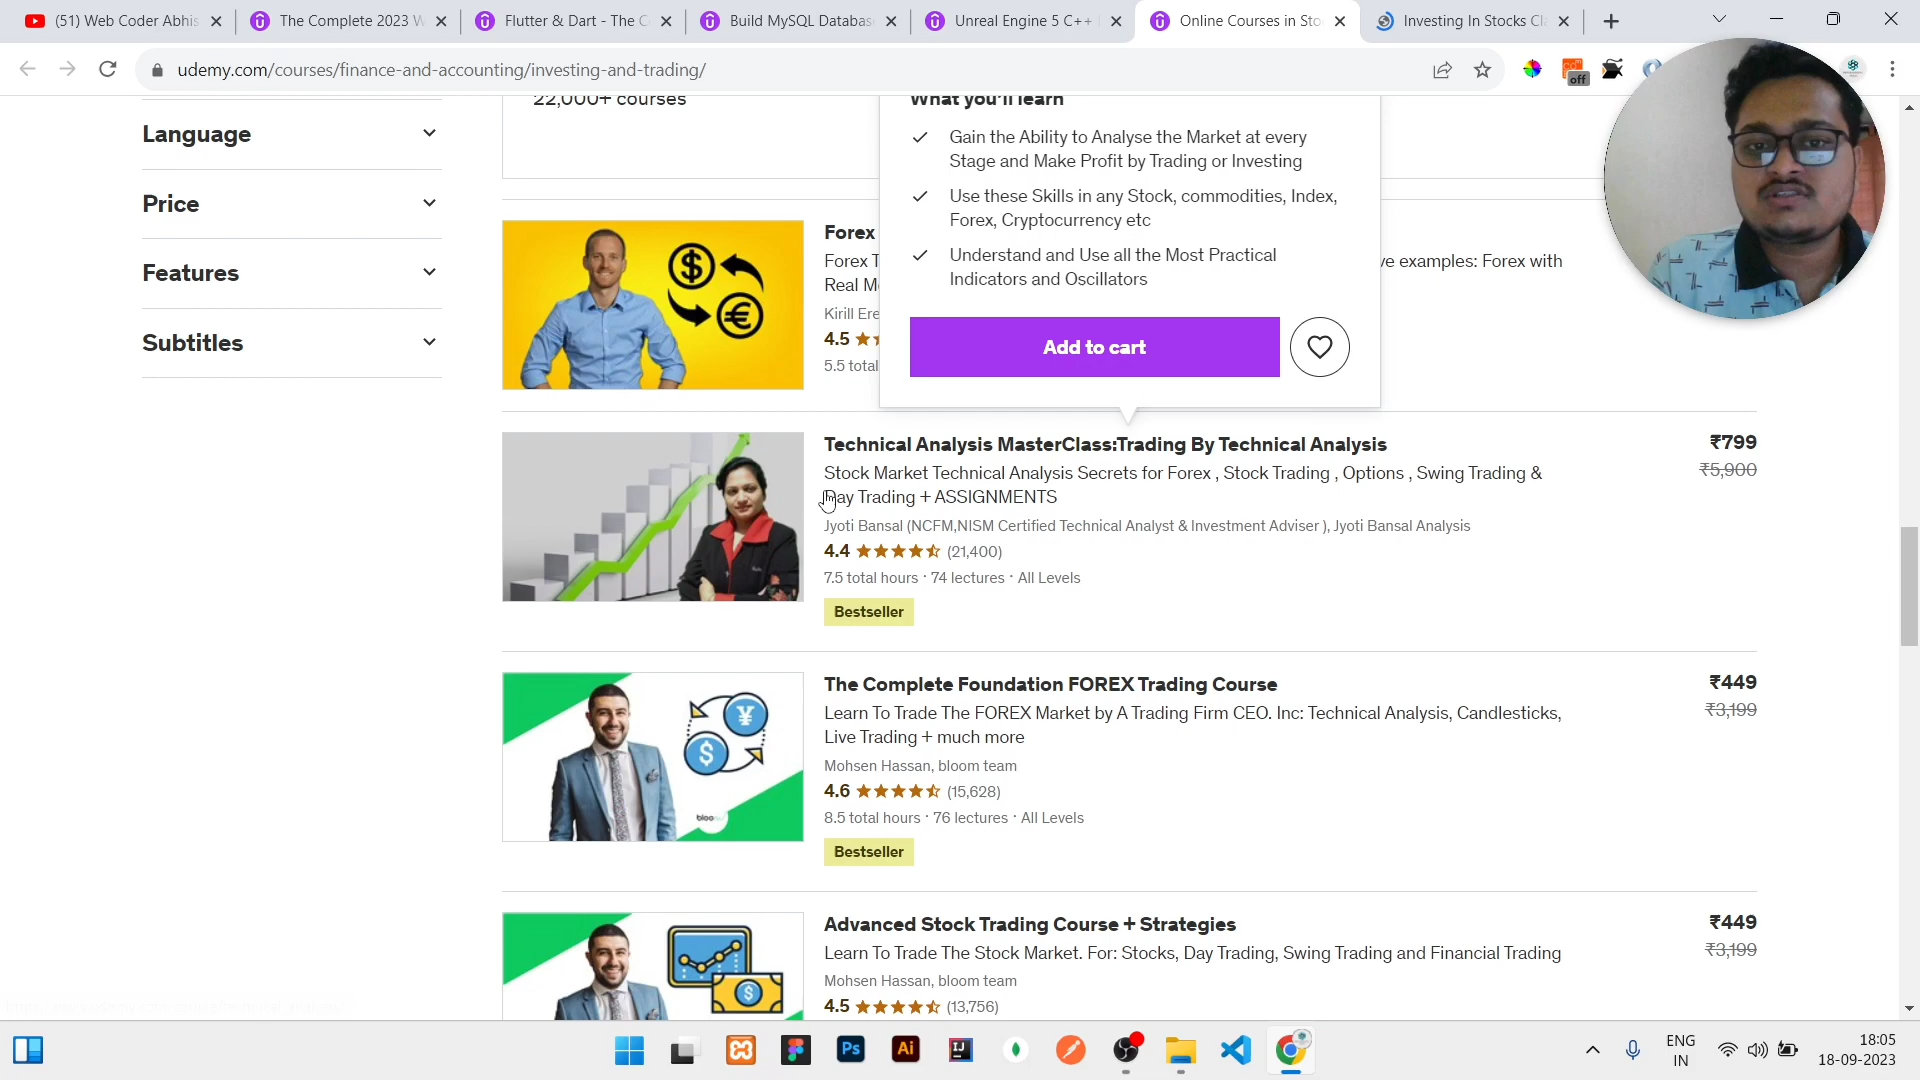 (51) Web Coder Abhis
The Complete 2023 W
Flutter & Dart - The C
Build MySQL Databas
Unreal Engine 5 C++
Online Courses in Sto
Investing In Stocks Cl
udemy.com/courses/finance-and-accounting/investing-and-trading/
off
Language
Price
Features
Subtitles
22,000+ courses
What you'll learn
Gain the Ability to Analyse the Market at every
Stage and Make Profit by Trading or Investing
Use these Skills in any Stock, commodities, Index,
Forex, Cryptocurrency etc
Understand and Use all the Most Practical
Indicators and Oscillators
Add to cart
Forex
Forex T
ve examples: Forex with
Real M
Kirill Ere
4.5
5.5 total
Technical Analysis MasterClass:Trading By Technical Analysis
₹799
Stock Market Technical Analysis Secrets for Forex , Stock Trading , Options , Swing Trading &
₹5,900
Day Trading + ASSIGNMENTS
Jyoti Bansal (NCFM,NISM Certified Technical Analyst & Investment Adviser ), Jyoti Bansal Analysis
4.4 (21,400)
7.5 total hours · 74 lectures · All Levels
Bestseller
The Complete Foundation FOREX Trading Course
₹449
Learn To Trade The FOREX Market by A Trading Firm CEO. Inc: Technical Analysis, Candlesticks,
₹3,199
Live Trading + much more
Mohsen Hassan, bloom team
4.6 (15,628)
8.5 total hours · 76 lectures · All Levels
Bestseller
Advanced Stock Trading Course + Strategies
₹449
Learn To Trade The Stock Market. For: Stocks, Day Trading, Swing Trading and Financial Trading
₹3,199
Mohsen Hassan, bloom team
4.5 (13,756)
Ps
Ai
IJ
ENG
IN
18:05
18-09-2023